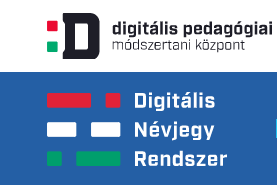 digitális pedagógiai
módszertani központ
Digitális
Névjegy
Rendszer